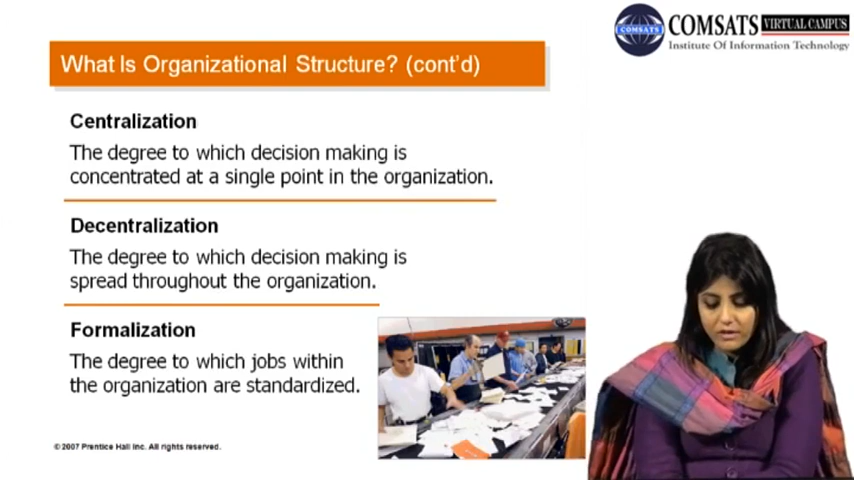 COMSATS VIRTUAL CAMPUS
Institute Of Information Technology
What Is Organizational Structure? (cont'd)
Centralization
The degree to which decision making is
concentrated at a single point in the organization.
Decentralization
The degree to which decision making is
spread throughout the organization.
Formalization
The degree to which jobs within
the organization are standardized.
© 2007 Prentice Hall Inc. All rights reserved.